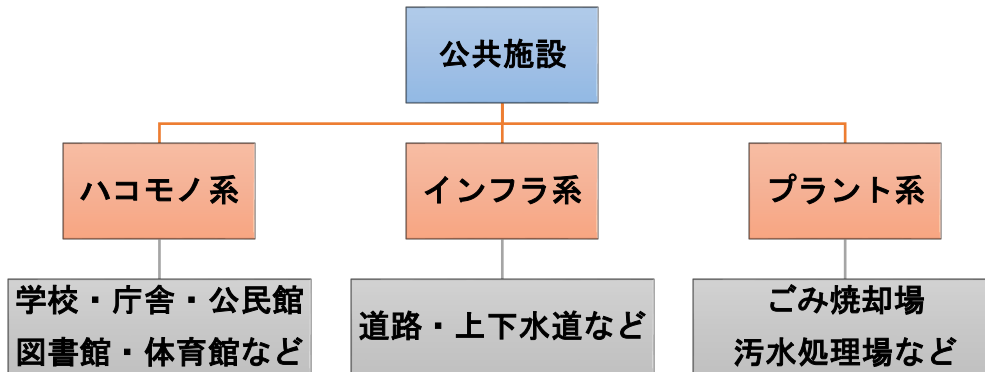 公共施設
ハコモノ系
インフラ系
プラント系
学校・庁舎・公民館
図書館・体育館など
道路・上下水道など
ごみ焼却場
汚水処理場など